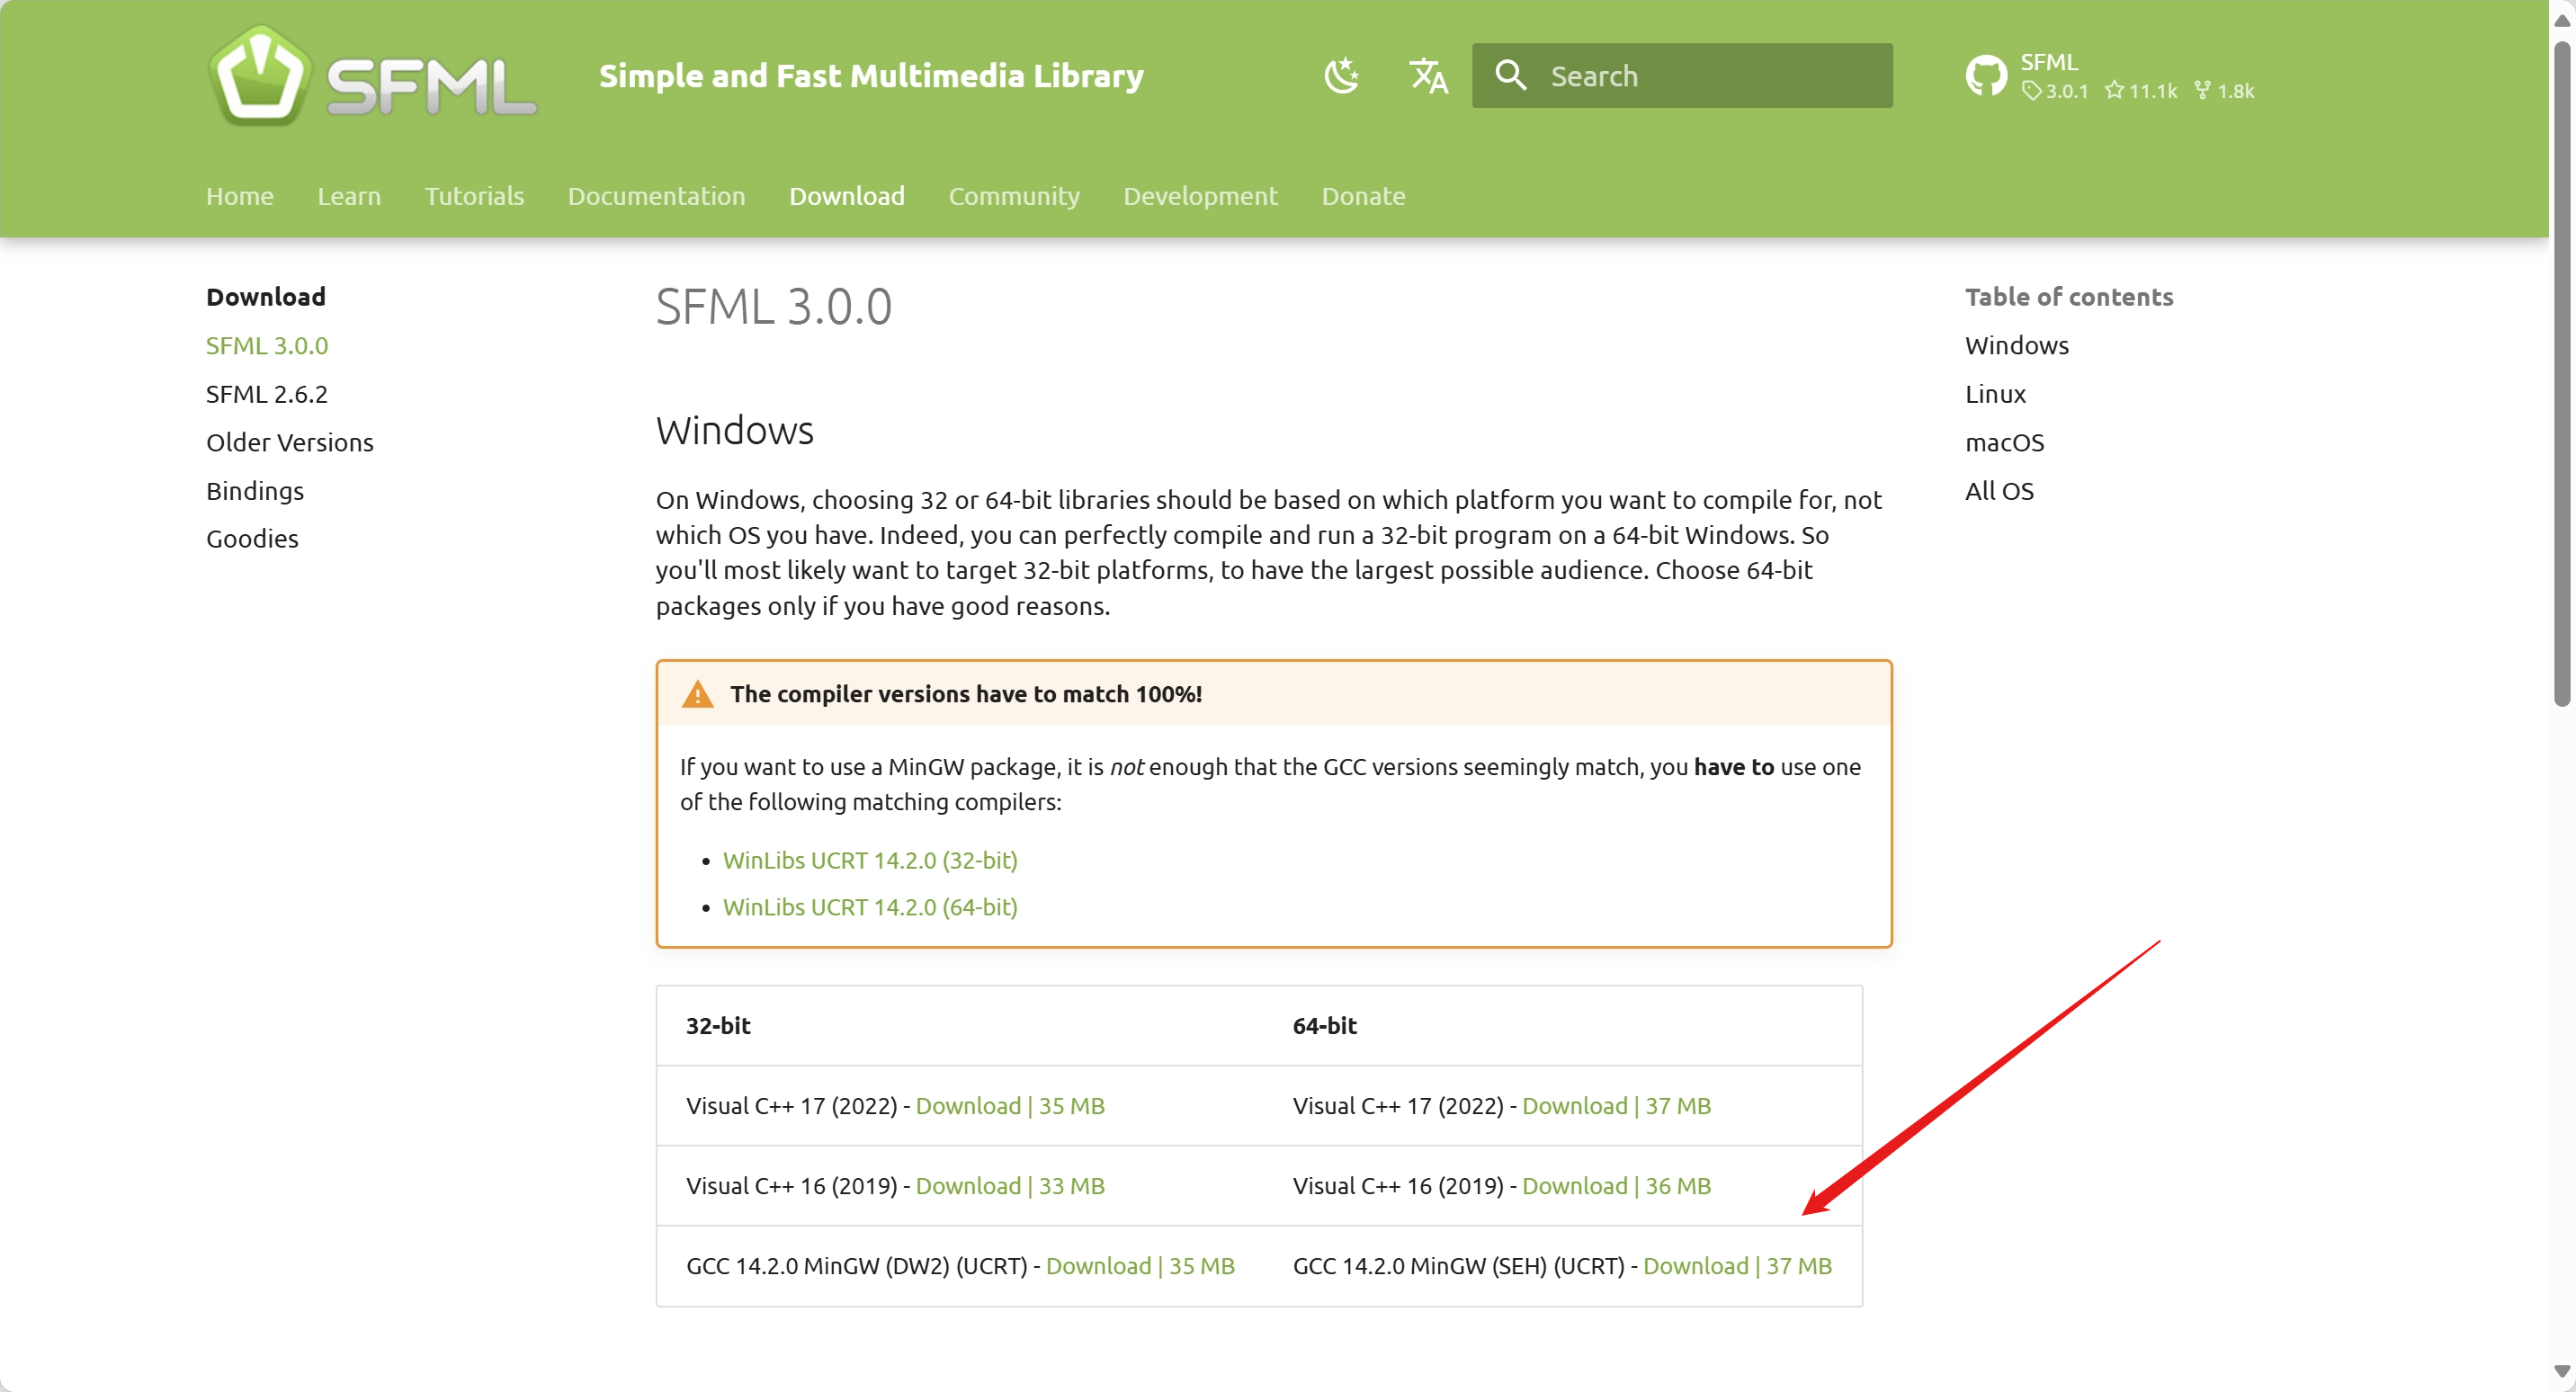 SFML
Simple and Fast Multimedia Library
Search
SFML
3.0.1 11.1k 1.8k
Home Learn Tutorials Documentation Download Community Development Donate
Download
SFML 3.0.0
SFML 2.6.2
Older Versions
Bindings
Goodies
SFML 3.0.0
Windows
On Windows, choosing 32 or 64-bit libraries should be based on which platform you want to compile for, not
which OS you have. Indeed, you can perfectly compile and run a 32-bit program on a 64-bit Windows. So
you'll most likely want to target 32-bit platforms, to have the largest possible audience. Choose 64-bit
packages only if you have good reasons.
The compiler versions have to match 100%!
If you want to use a MinGW package, it is not enough that the GCC versions seemingly match, you have to use one
of the following matching compilers:
• WinLibs UCRT 14.2.0 (32-bit)
• WinLibs UCRT 14.2.0 (64-bit)
32-bit 64-bit
Visual C++ 17 (2022) - Download | 35 MB Visual C++ 17 (2022) - Download | 37 MB
Visual C++ 16 (2019) - Download | 33 MB Visual C++ 16 (2019) - Download | 36 MB
GCC 14.2.0 MinGW (DW2) (UCRT) - Download | 35 MB GCC 14.2.0 MinGW (SEH) (UCRT) - Download | 37 MB
Table of contents
Windows
Linux
macOS
All OS